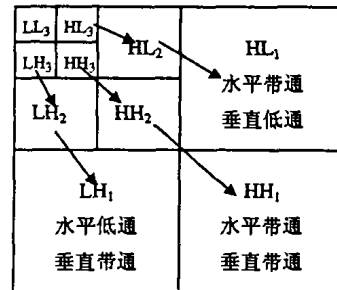 LL₃ HL₃
HL₂
HL₁
水平带通
垂直低通
LH₃ HH₃
LH₂ HH₂
LH₁
水平低通
垂直带通
HH₁
水平带通
垂直带通